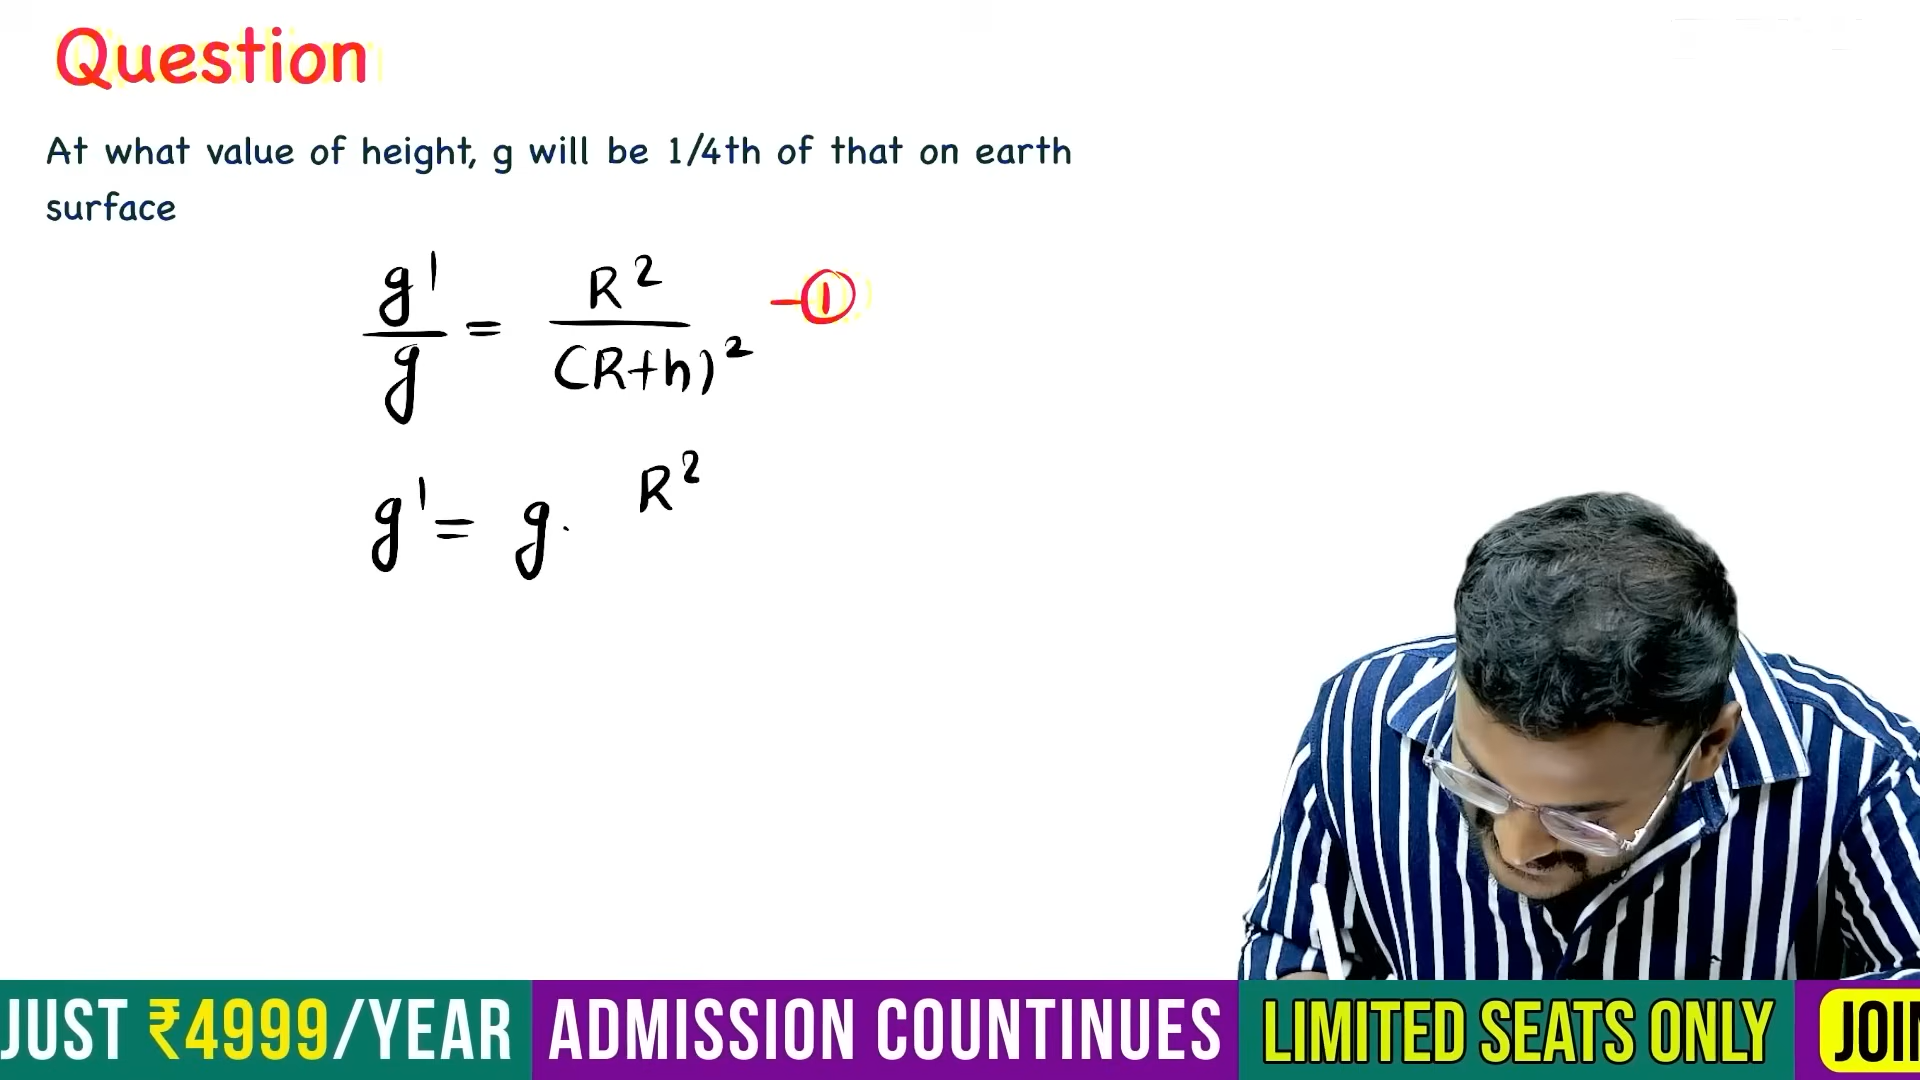 Question
At what value of height, g will be 1/4th of that on earth
surface
g'/g = R²/(R+h)² -①
g' = g. R²
JUST ₹4999/YEAR ADMISSION COUNTINUES LIMITED SEATS ONLY